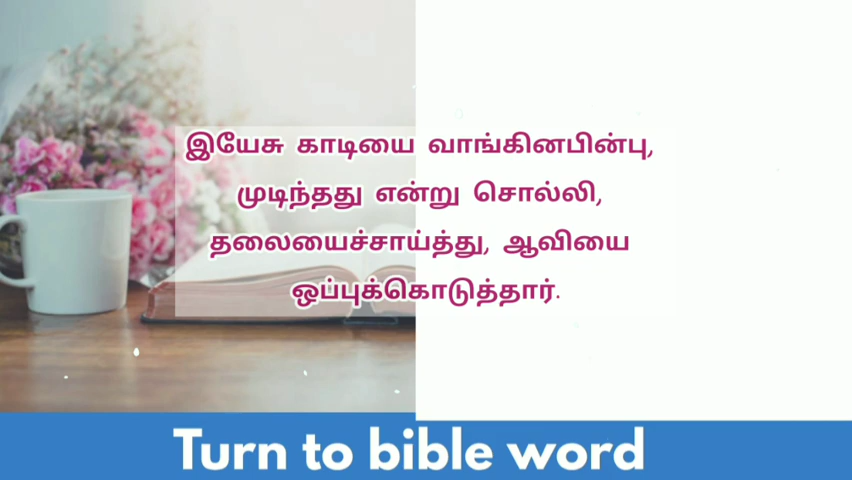 இயேசு காடியை வாங்கினபின்பு,
முடிந்தது என்று சொல்லி,
தலையைச்சாய்த்து, ஆவியை
ஒப்புக்கொடுத்தார்.
Turn to bible word